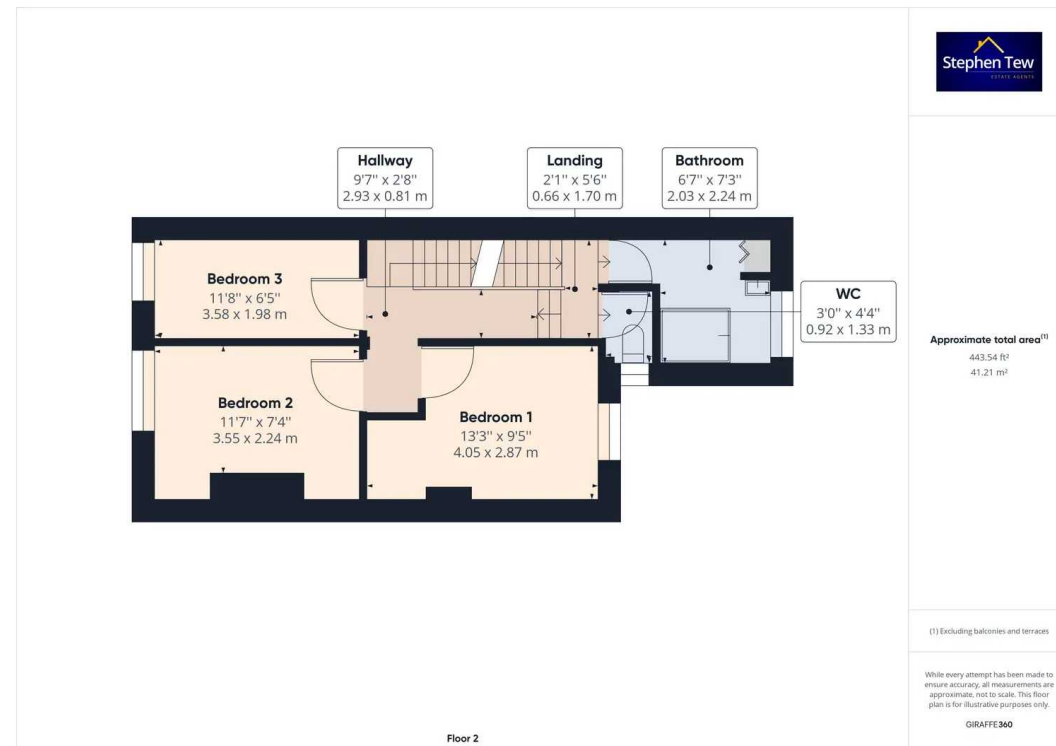 Stephen Tew
ESTATE AGENTS
Hallway
9'7" x 2'8"
2.93 x 0.81 m
Landing
2'1" x 5'6"
0.66 x 1.70 m
Bathroom
6'7" x 7'3"
2.03 x 2.24 m
Bedroom 3
11'8" x 6'5"
3.58 x 1.98 m
WC
3'0" x 4'4"
0.92 x 1.33 m
Bedroom 2
11'7" x 7'4"
3.55 x 2.24 m
Bedroom 1
13'3" x 9'5"
4.05 x 2.87 m
Approximate total area(1)
443.54 ft²
41.21 m²
(1) Excluding balconies and terraces
While every attempt has been made to
ensure accuracy, all measurements are
approximate, not to scale. This floor
plan is for illustrative purposes only.
GIRAFFE360
Floor 2